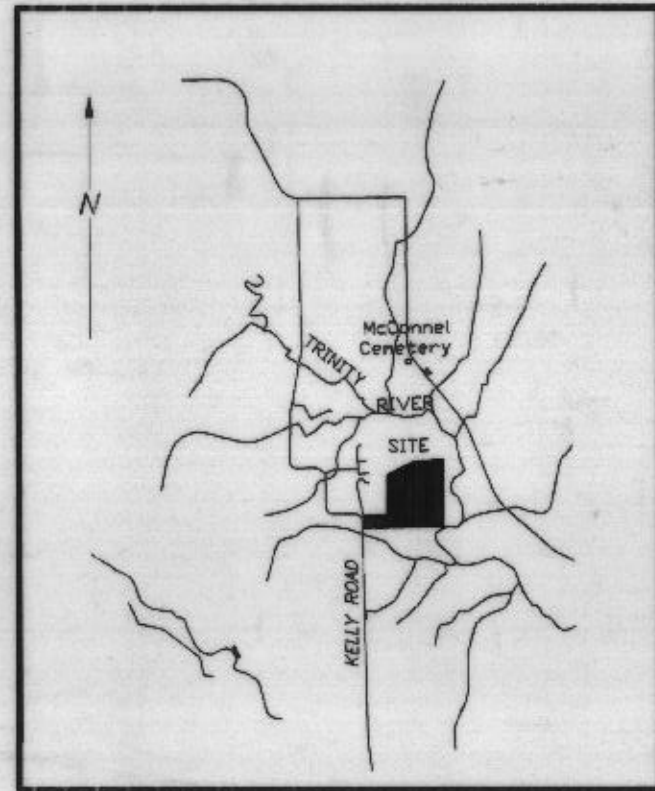 N
McConnel
Cemetery
TRINITY
RIVER
SITE
KELLY ROAD